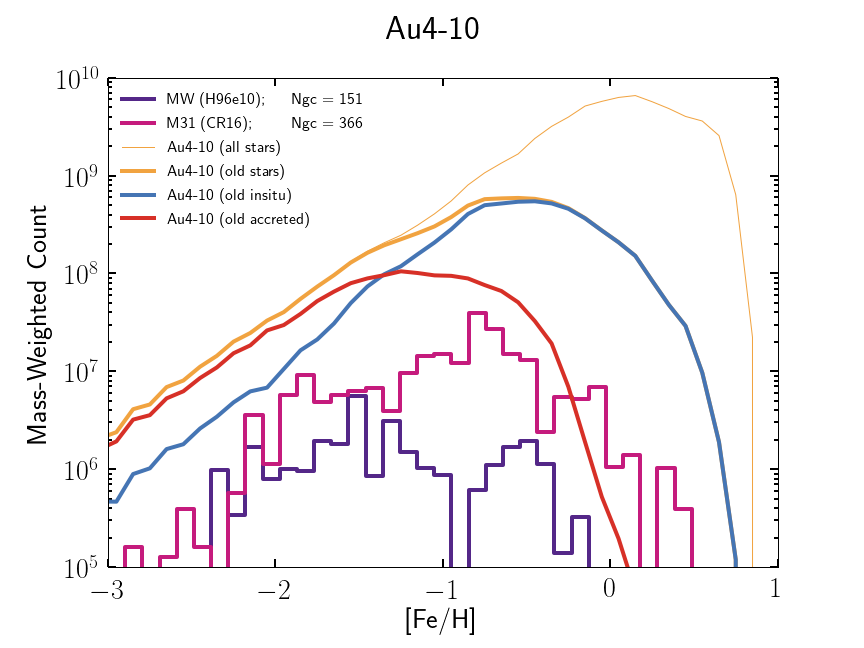 Au4-10
10^10
MW (H96e10); Ngc = 151
M31 (CR16); Ngc = 366
Au4-10 (all stars)
10^9
Au4-10 (old stars)
Au4-10 (old insitu)
Au4-10 (old accreted)
Mass-Weighted Count
10^8
10^7
10^6
10^5
−3 −2 −1 0 1
[Fe/H]